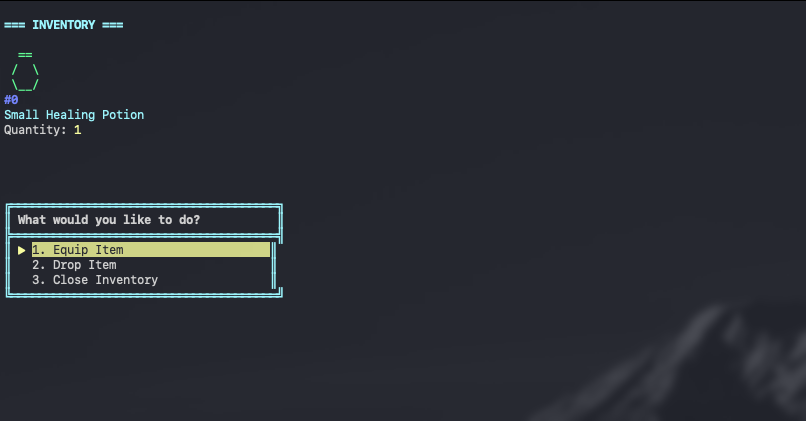 === INVENTORY ===
==
/  \
\__/
#0
Small Healing Potion
Quantity: 1
What would you like to do?
▶ 1. Equip Item
2. Drop Item
3. Close Inventory